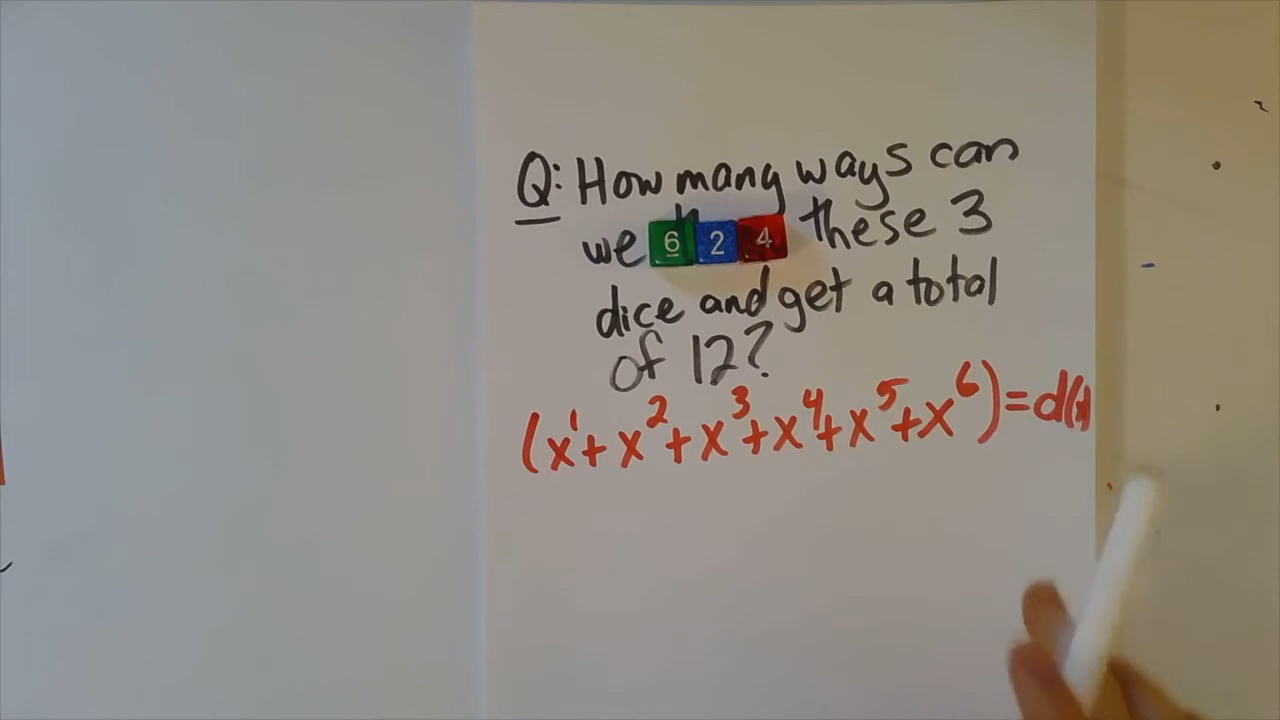 Q: How many ways can
we 6 2 4 these 3
dice and get a total
of 12?
(x¹+x²+x³+x⁴+x⁵+x⁶)=d(x)